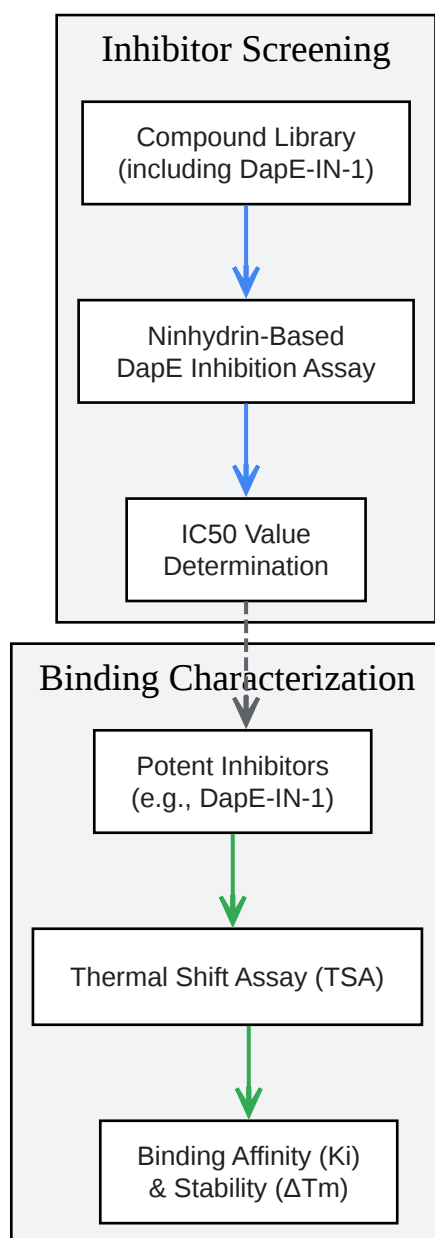 Inhibitor Screening
Compound Library
(including DapE-IN-1)
Ninhydrin-Based
DapE Inhibition Assay
IC50 Value
Determination
Binding Characterization
Potent Inhibitors
(e.g., DapE-IN-1)
Thermal Shift Assay (TSA)
Binding Affinity (Ki)
& Stability (ΔTm)